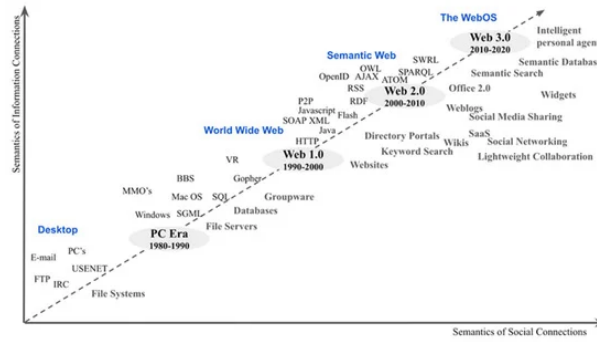 The WebOS
Web 3.0
2010-2020
Intelligent
personal agen
Semantic Databas
Semantic Search
Widgets
Semantic Web
SWRL
OWL
SPARQL
OpenID
AJAX
ATOM
RSS
Web 2.0
2000-2010
Office 2.0
RDF
P2P
Javascript
Flash
Weblogs
Social Media Sharing
SOAP
XML
World Wide Web
Java
HTTP
Directory Portals
SaaS
Wikis
Social Networking
Keyword Search
Lightweight Collaboration
Web 1.0
1990-2000
Websites
VR
BBS
Gopher
MMO's
Mac OS
SQL
Groupware
Windows
SGML
Databases
File Servers
Desktop
PC Era
1980-1990
E-mail
PC's
USENET
FTP
IRC
File Systems
Semantics of Information Connections
Semantics of Social Connections